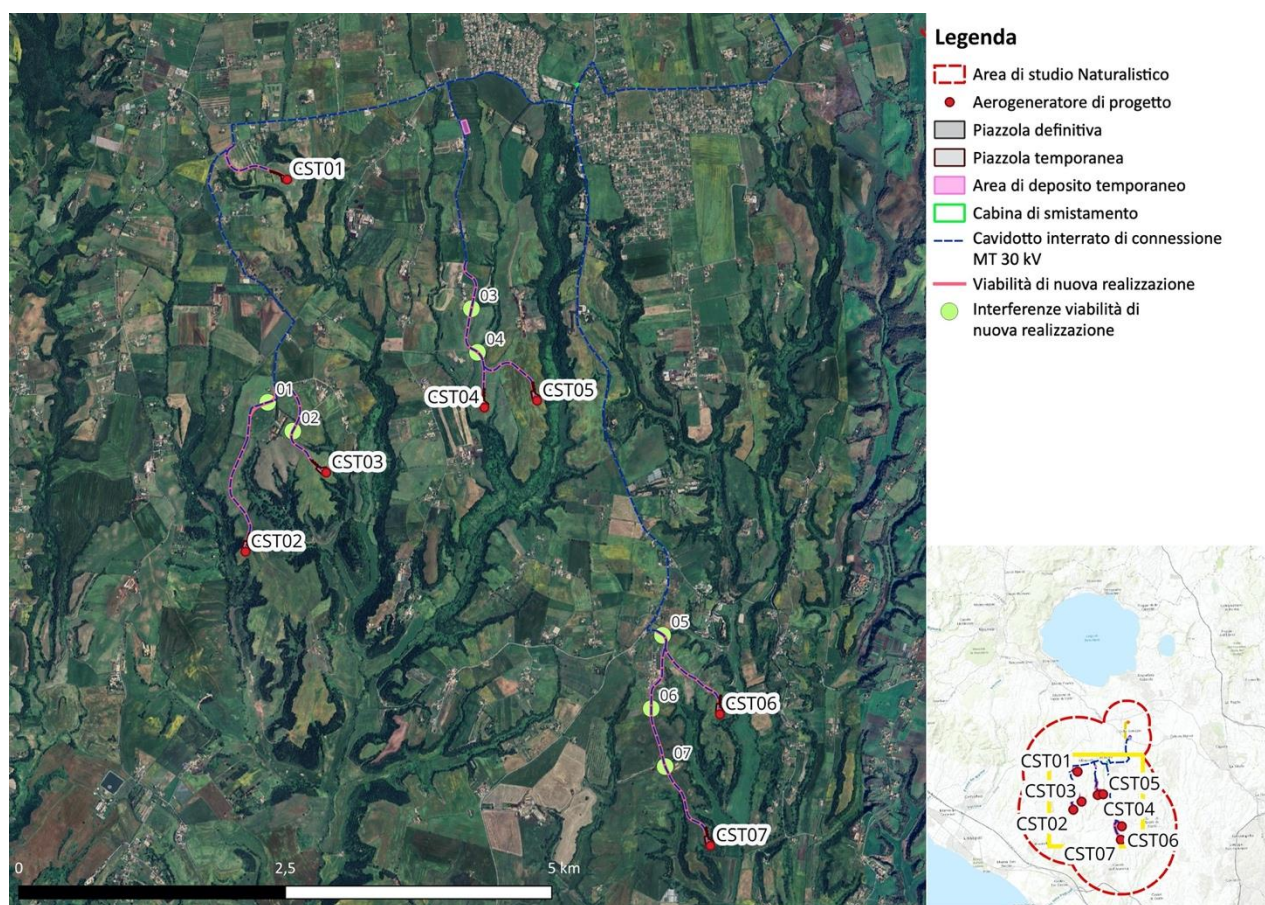 Legenda
Area di studio Naturalistico
Aerogeneratore di progetto
Piazzola definitiva
Piazzola temporanea
Area di deposito temporaneo
Cabina di smistamento
Cavidotto interrato di connessione
MT 30 kV
Viabilità di nuova realizzazione
Interferenze viabilità di
nuova realizzazione
CST01
03
04
01
CST04
CST05
02
CST03
CST02
05
CST06
06
07
CST07
0
2,5
5 km
CST01
CST03
CST05
CST02
CST04
CST07
CST06